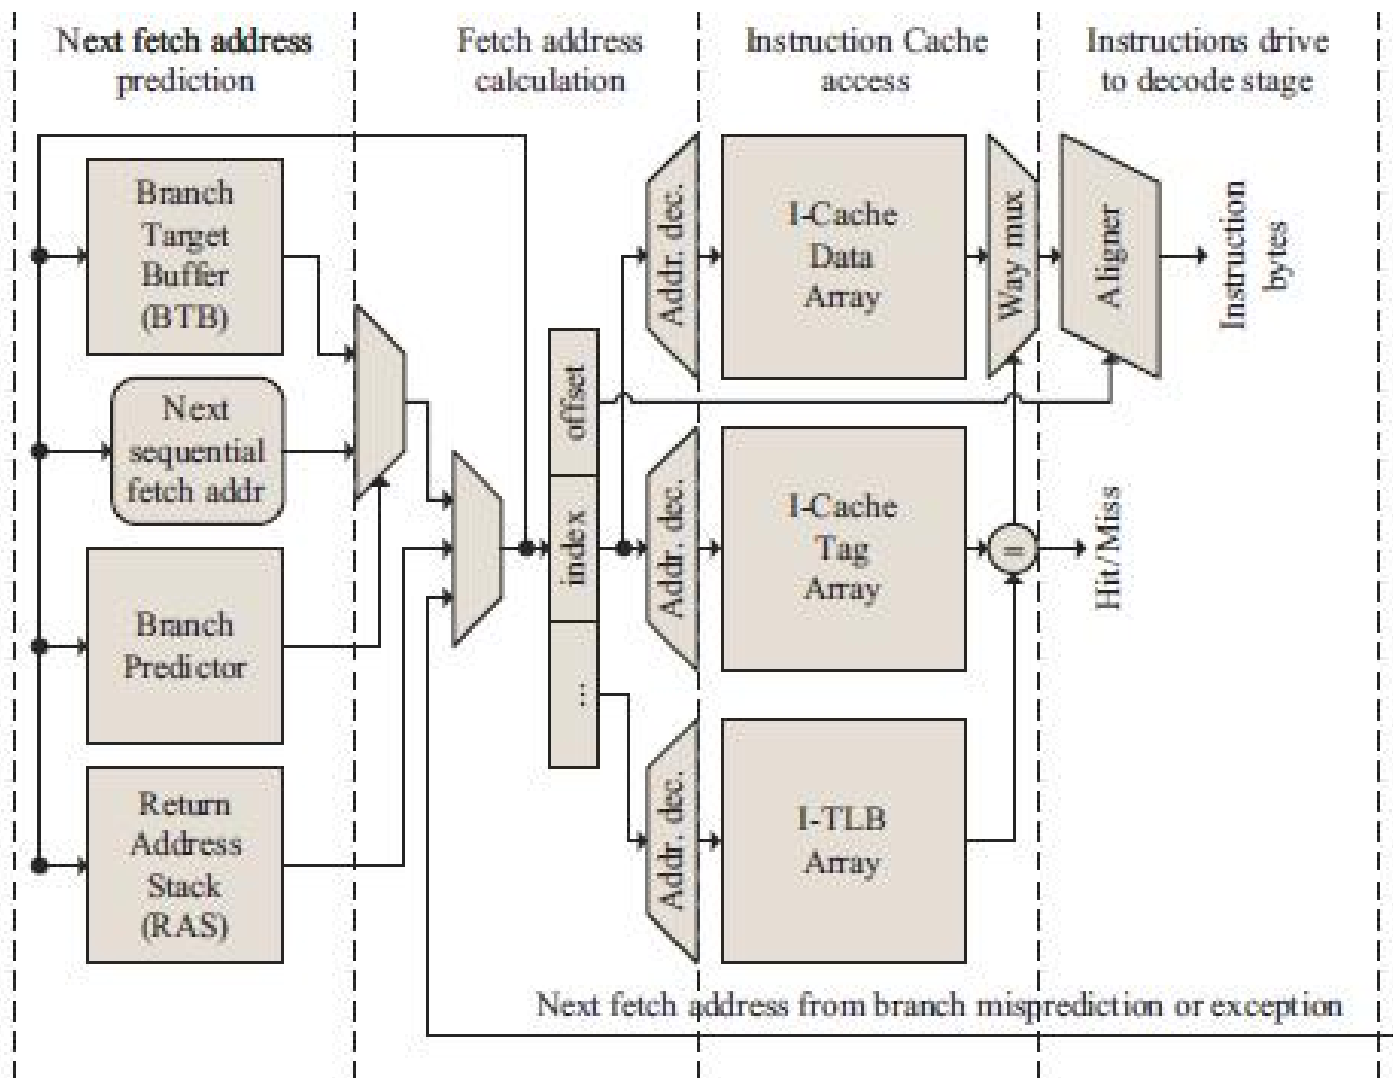 Next fetch address
prediction
Fetch address
calculation
Instruction Cache
access
Instructions drive
to decode stage
Branch
Target
Buffer
(BTB)
Next
sequential
fetch addr
Branch
Predictor
Return
Address
Stack
(RAS)
offset
index
...
Addr. dec.
I-Cache
Data
Array
Way mux
Aligner
Instruction
bytes
Addr. dec.
I-Cache
Tag
Array
=
Hit/Miss
Addr. dec.
I-TLB
Array
Next fetch address from branch misprediction or exception